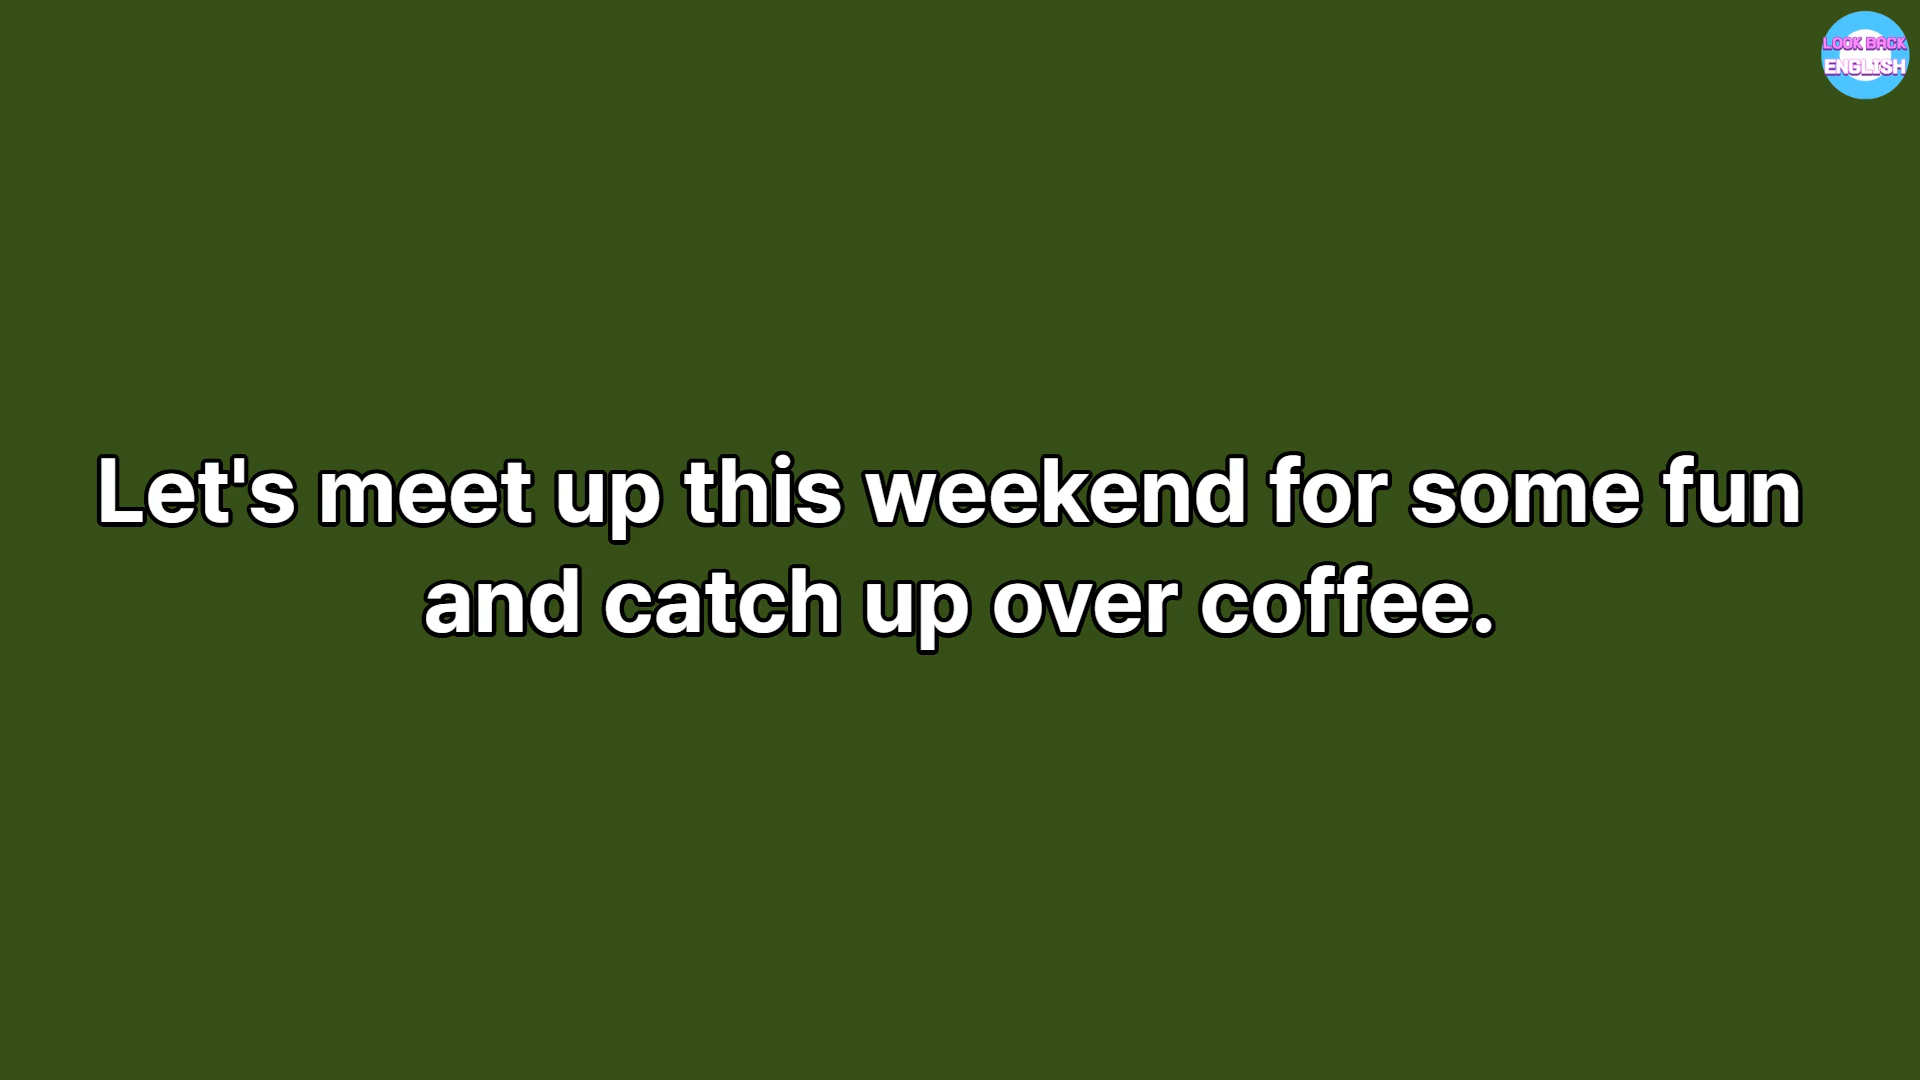 LOOK BACK
ENGLISH
Let's meet up this weekend for some fun
and catch up over coffee.